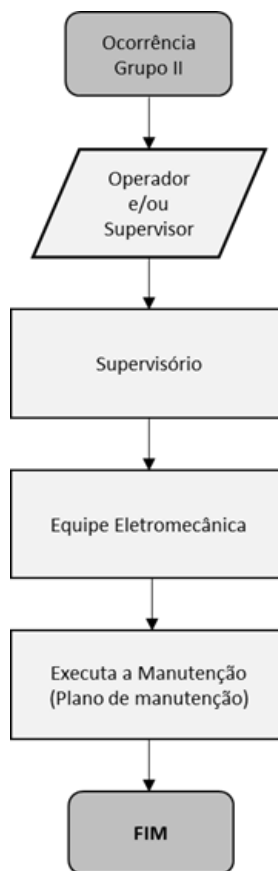 Ocorrência
Grupo II
Operador
e/ou
Supervisor
Supervisório
Equipe Eletromecânica
Executa a Manutenção
(Plano de manutenção)
FIM